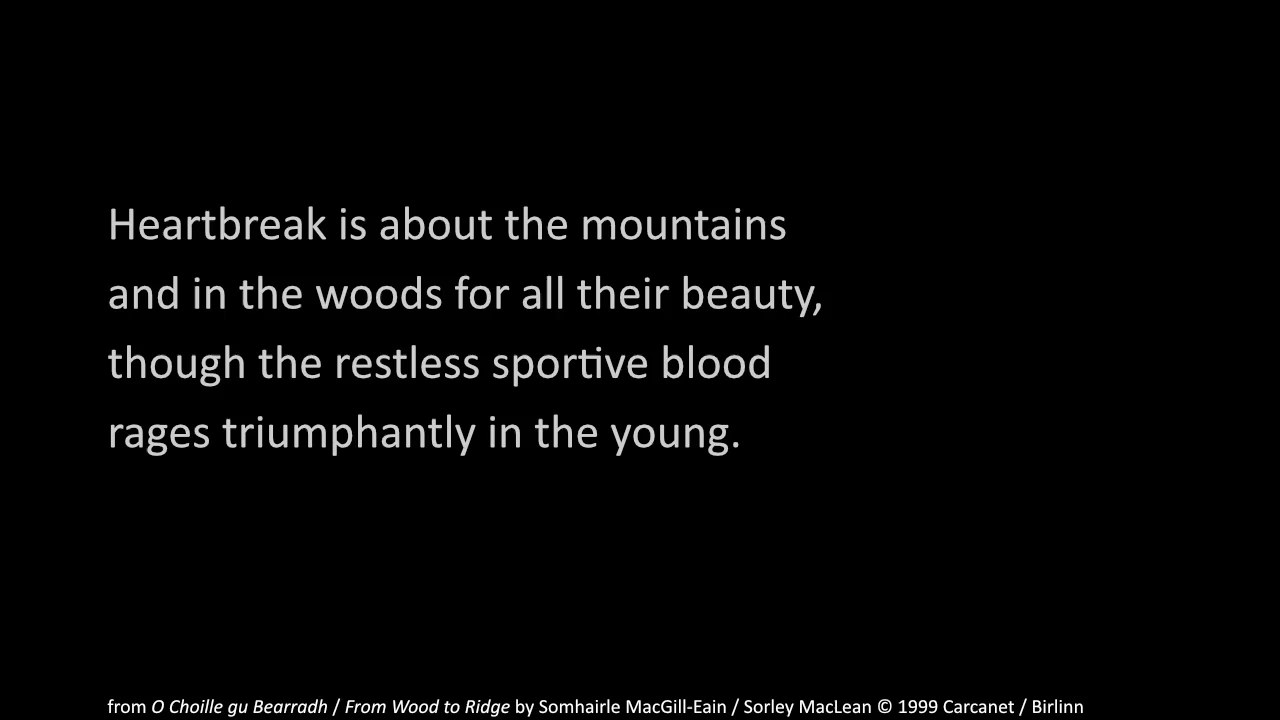 Heartbreak is about the mountains
and in the woods for all their beauty,
though the restless sportive blood
rages triumphantly in the young.
from O Choille gu Bearradh / From Wood to Ridge by Somhairle MacGill-Eain / Sorley MacLean © 1999 Carcanet / Birlinn